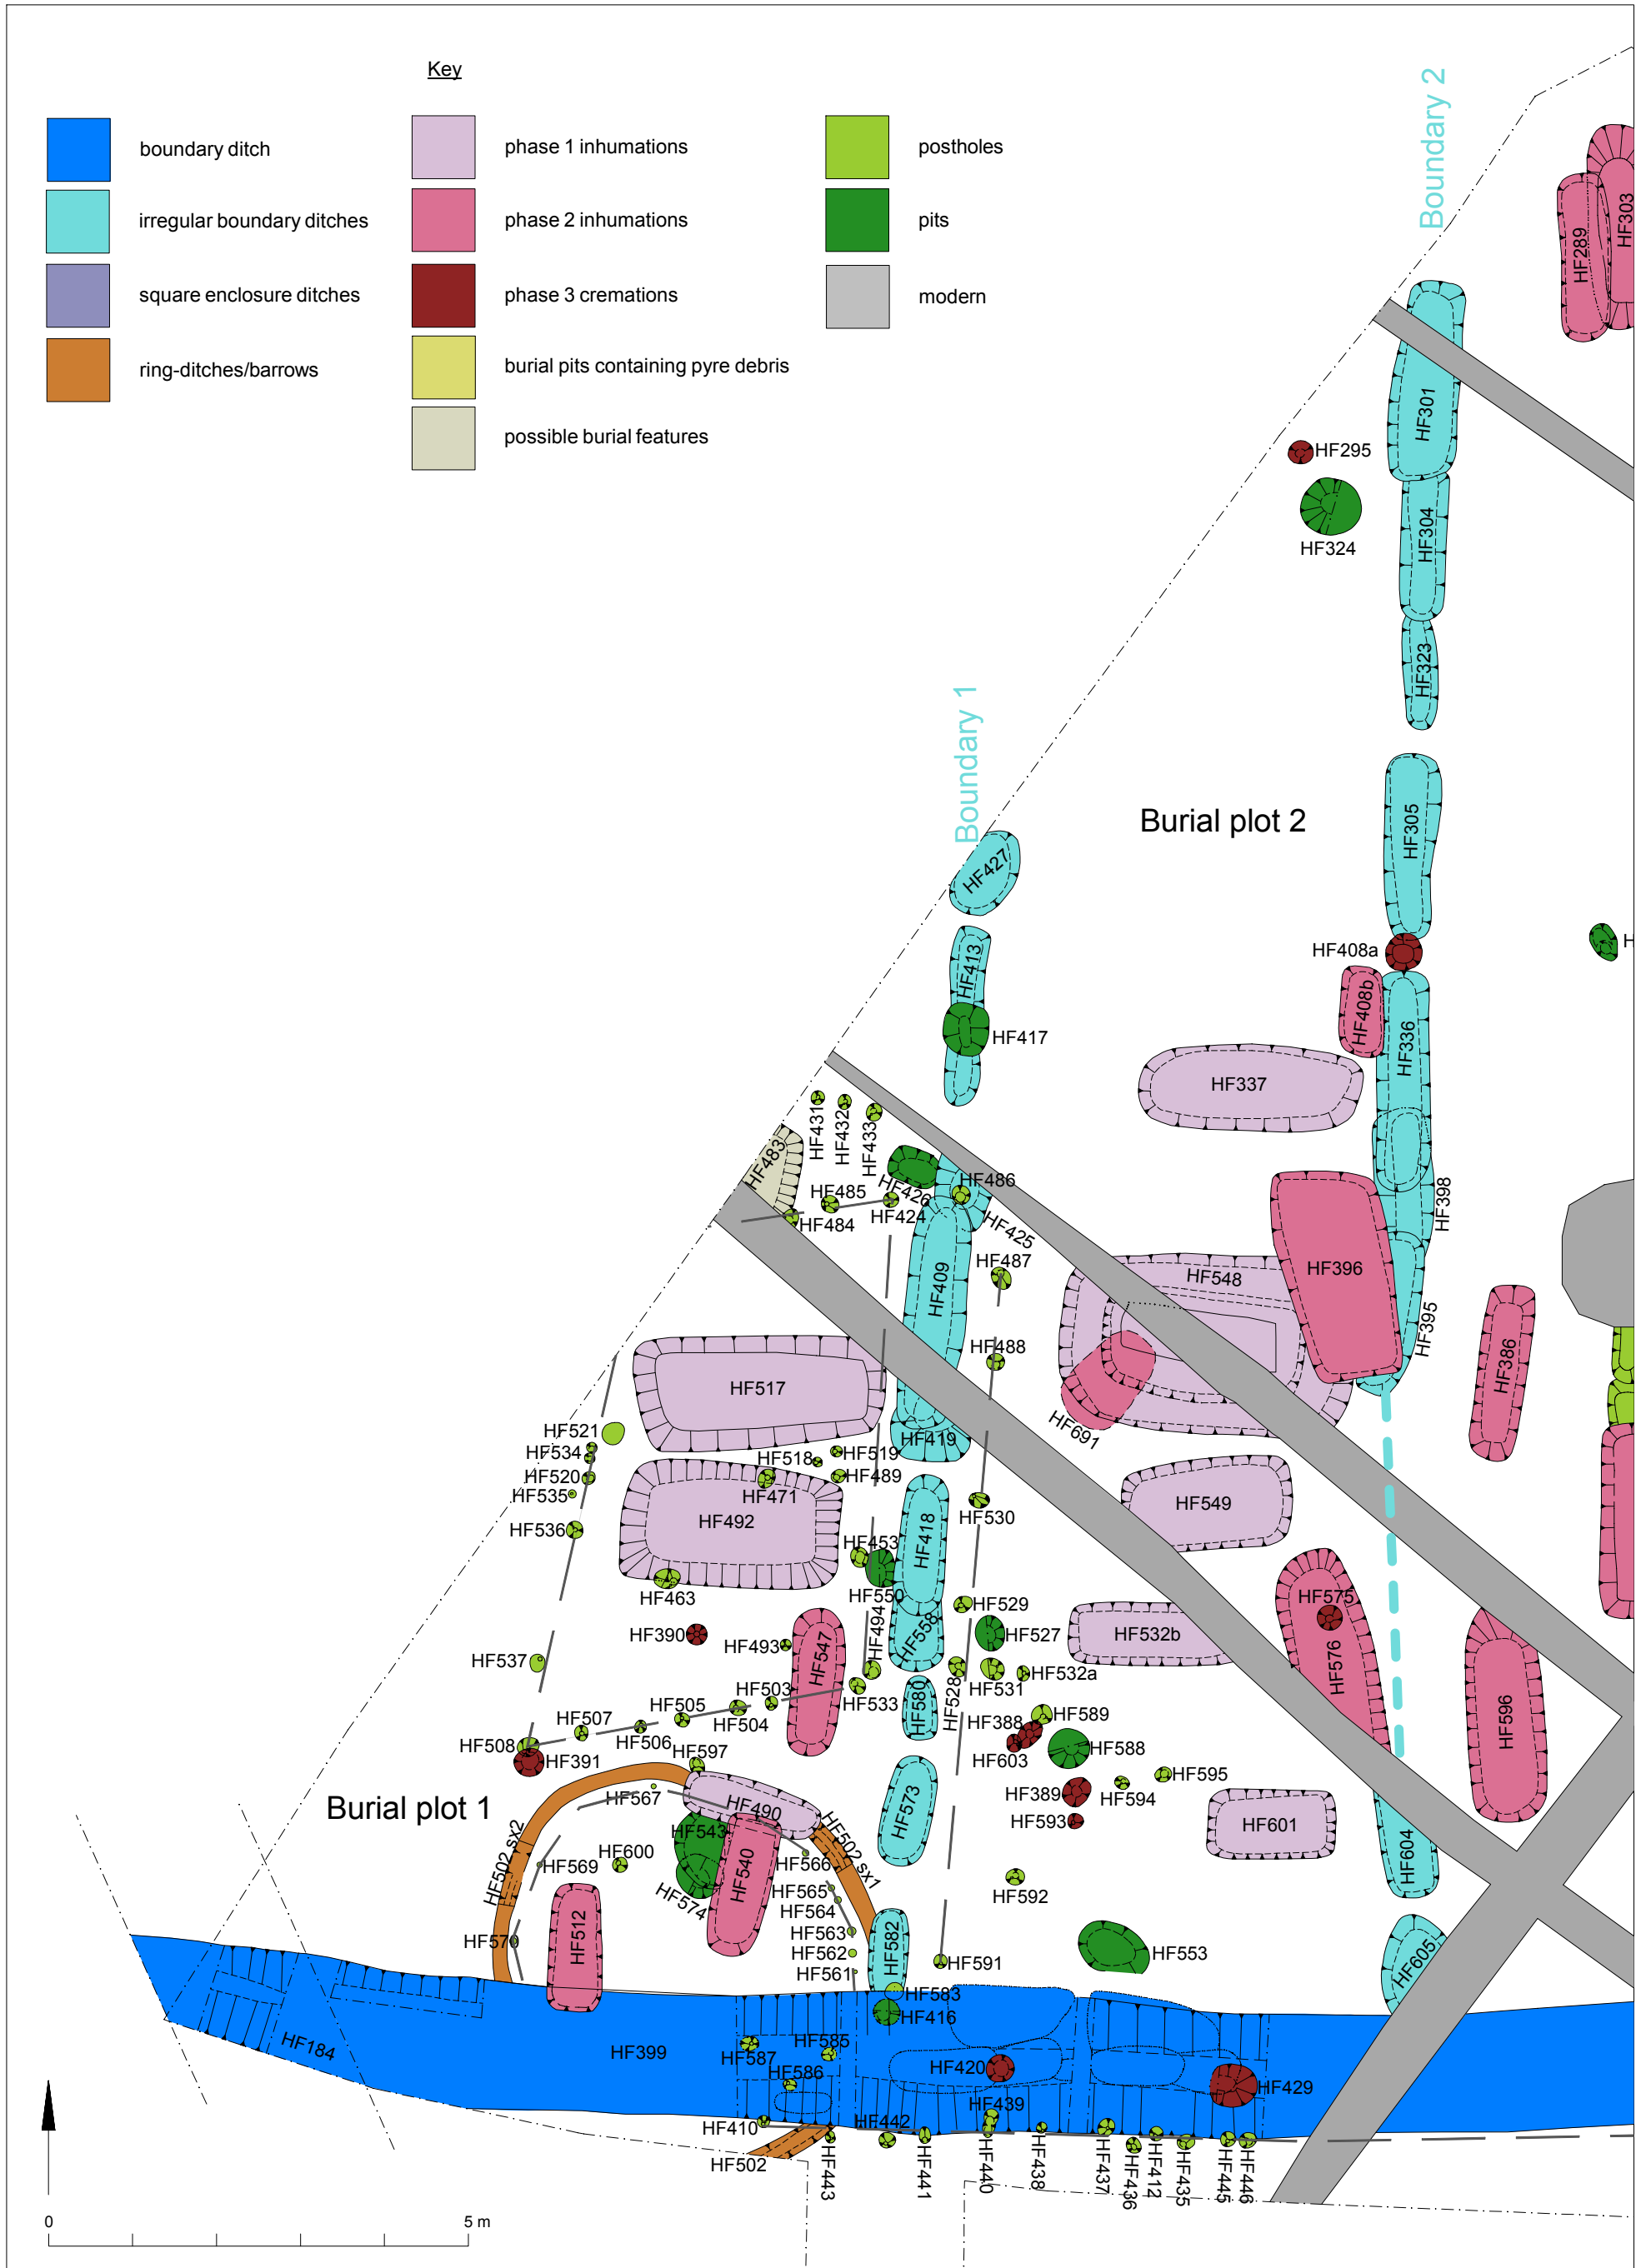 Key
boundary ditch
irregular boundary ditches
square enclosure ditches
ring-ditches/barrows
phase 1 inhumations
phase 2 inhumations
phase 3 cremations
burial pits containing pyre debris
possible burial features
postholes
pits
modern
Boundary 2
HF303
HF289
HF301
HF295
HF304
HF324
HF323
Boundary 1
Burial plot 2
HF305
HF427
HF408a
H
HF413
HF408b
HF417
HF336
HF337
HF431
HF432
HF433
HF483
HF426
HF486
HF485
HF424
HF484
HF425
HF398
HF487
HF409
HF548
HF396
HF395
HF488
HF386
HF517
HF691
HF521
HF534
HF419
HF518
HF519
HF520
HF489
HF535
HF471
HF549
HF536
HF492
HF530
HF453
HF418
HF463
HF550
HF575
HF529
HF390
HF493
HF494
HF558
HF527
HF532b
HF547
HF576
HF537
HF531
HF532a
HF503
HF533
HF528
HF580
HF505
HF504
HF596
HF507
HF506
HF589
HF388
HF508
HF391
HF597
HF603
HF588
HF595
HF567
HF389
HF594
Burial plot 1
HF490
HF573
HF593
HF601
HF543
HF502 sx2
HF502 sx1
HF600
HF540
HF566
HF569
HF604
HF574
HF565
HF592
HF564
HF512
HF563
HF570
HF562
HF582
HF553
HF561
HF591
HF605
HF583
HF416
HF184
HF399
HF587
HF585
HF420
HF586
HF429
HF410
HF442
HF439
HF502
HF443
HF441
HF440
HF438
HF437
HF436
HF412
HF435
HF445
HF446
0
5 m